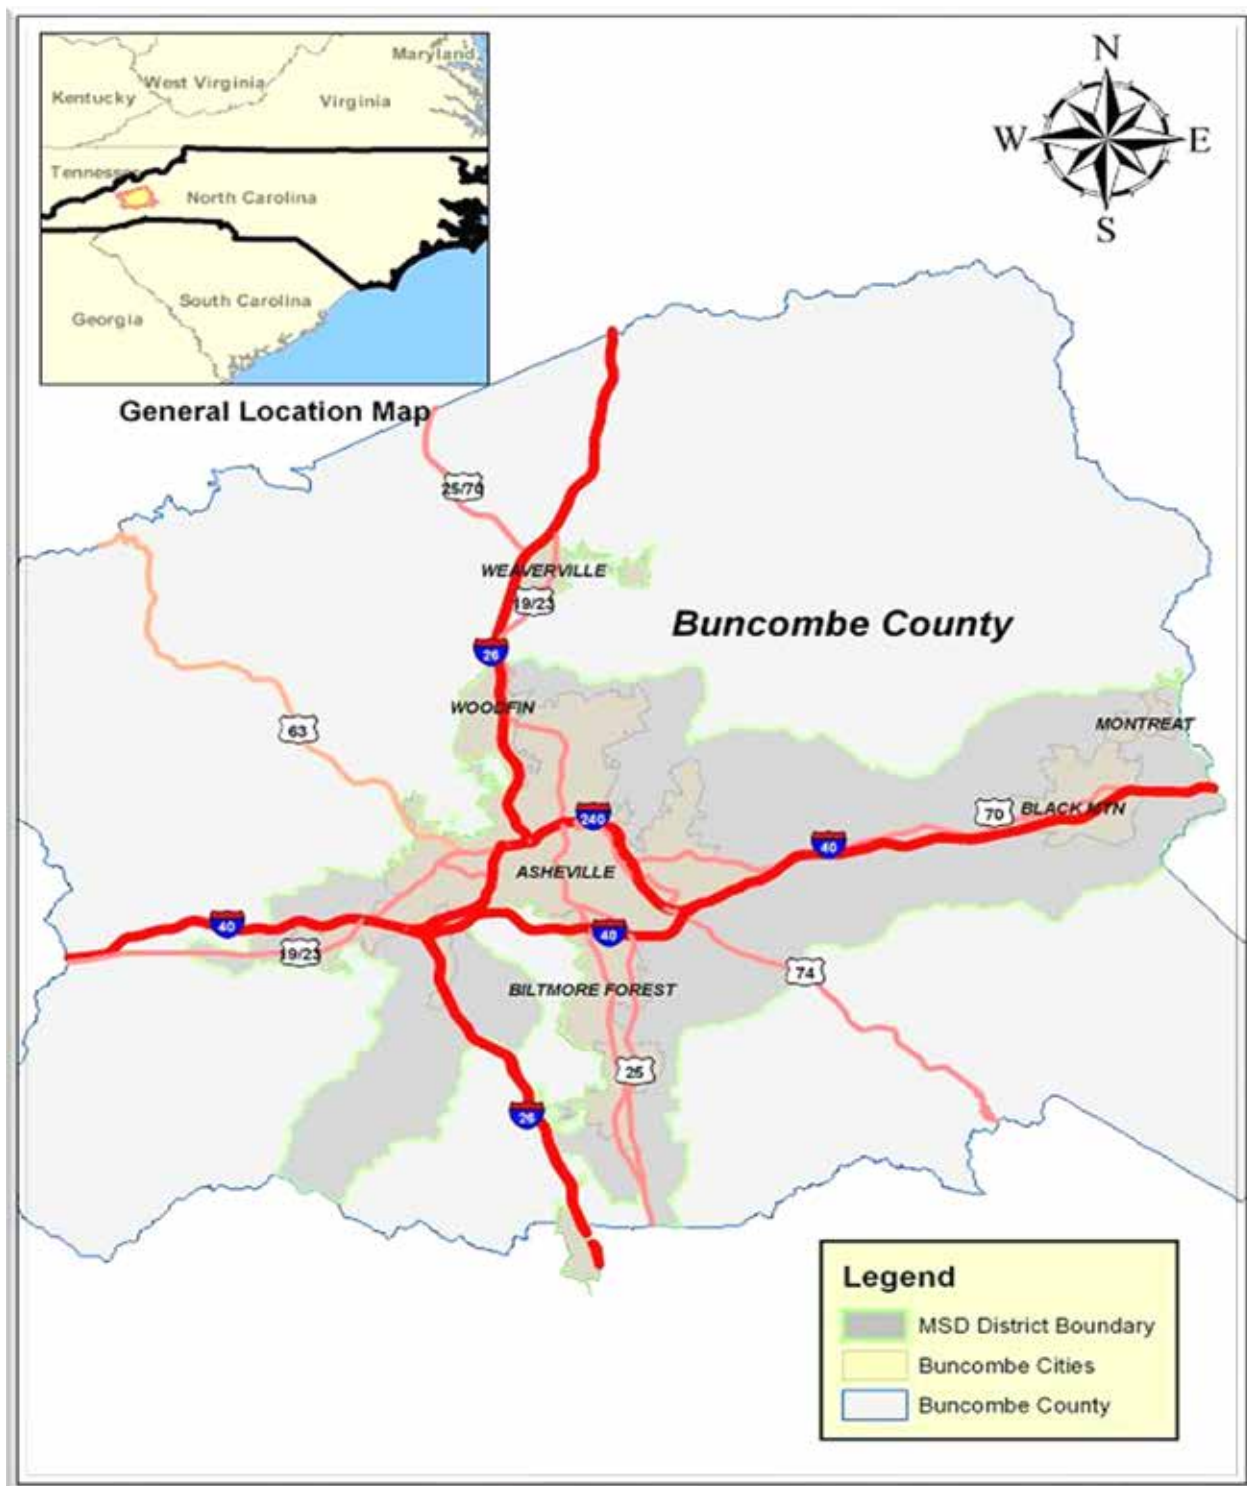 Maryland
West Virginia
Kentucky
Virginia
Tennessee
North Carolina
South Carolina
Georgia
General Location Map
N
W
E
S
25/70
WEAVERVILLE
19/23
Buncombe County
26
WOODFIN
63
MONTREAT
BLACK MTN
70
240
40
ASHEVILLE
40
40
19/23
74
BILTMORE FOREST
25
26
Legend
MSD District Boundary
Buncombe Cities
Buncombe County